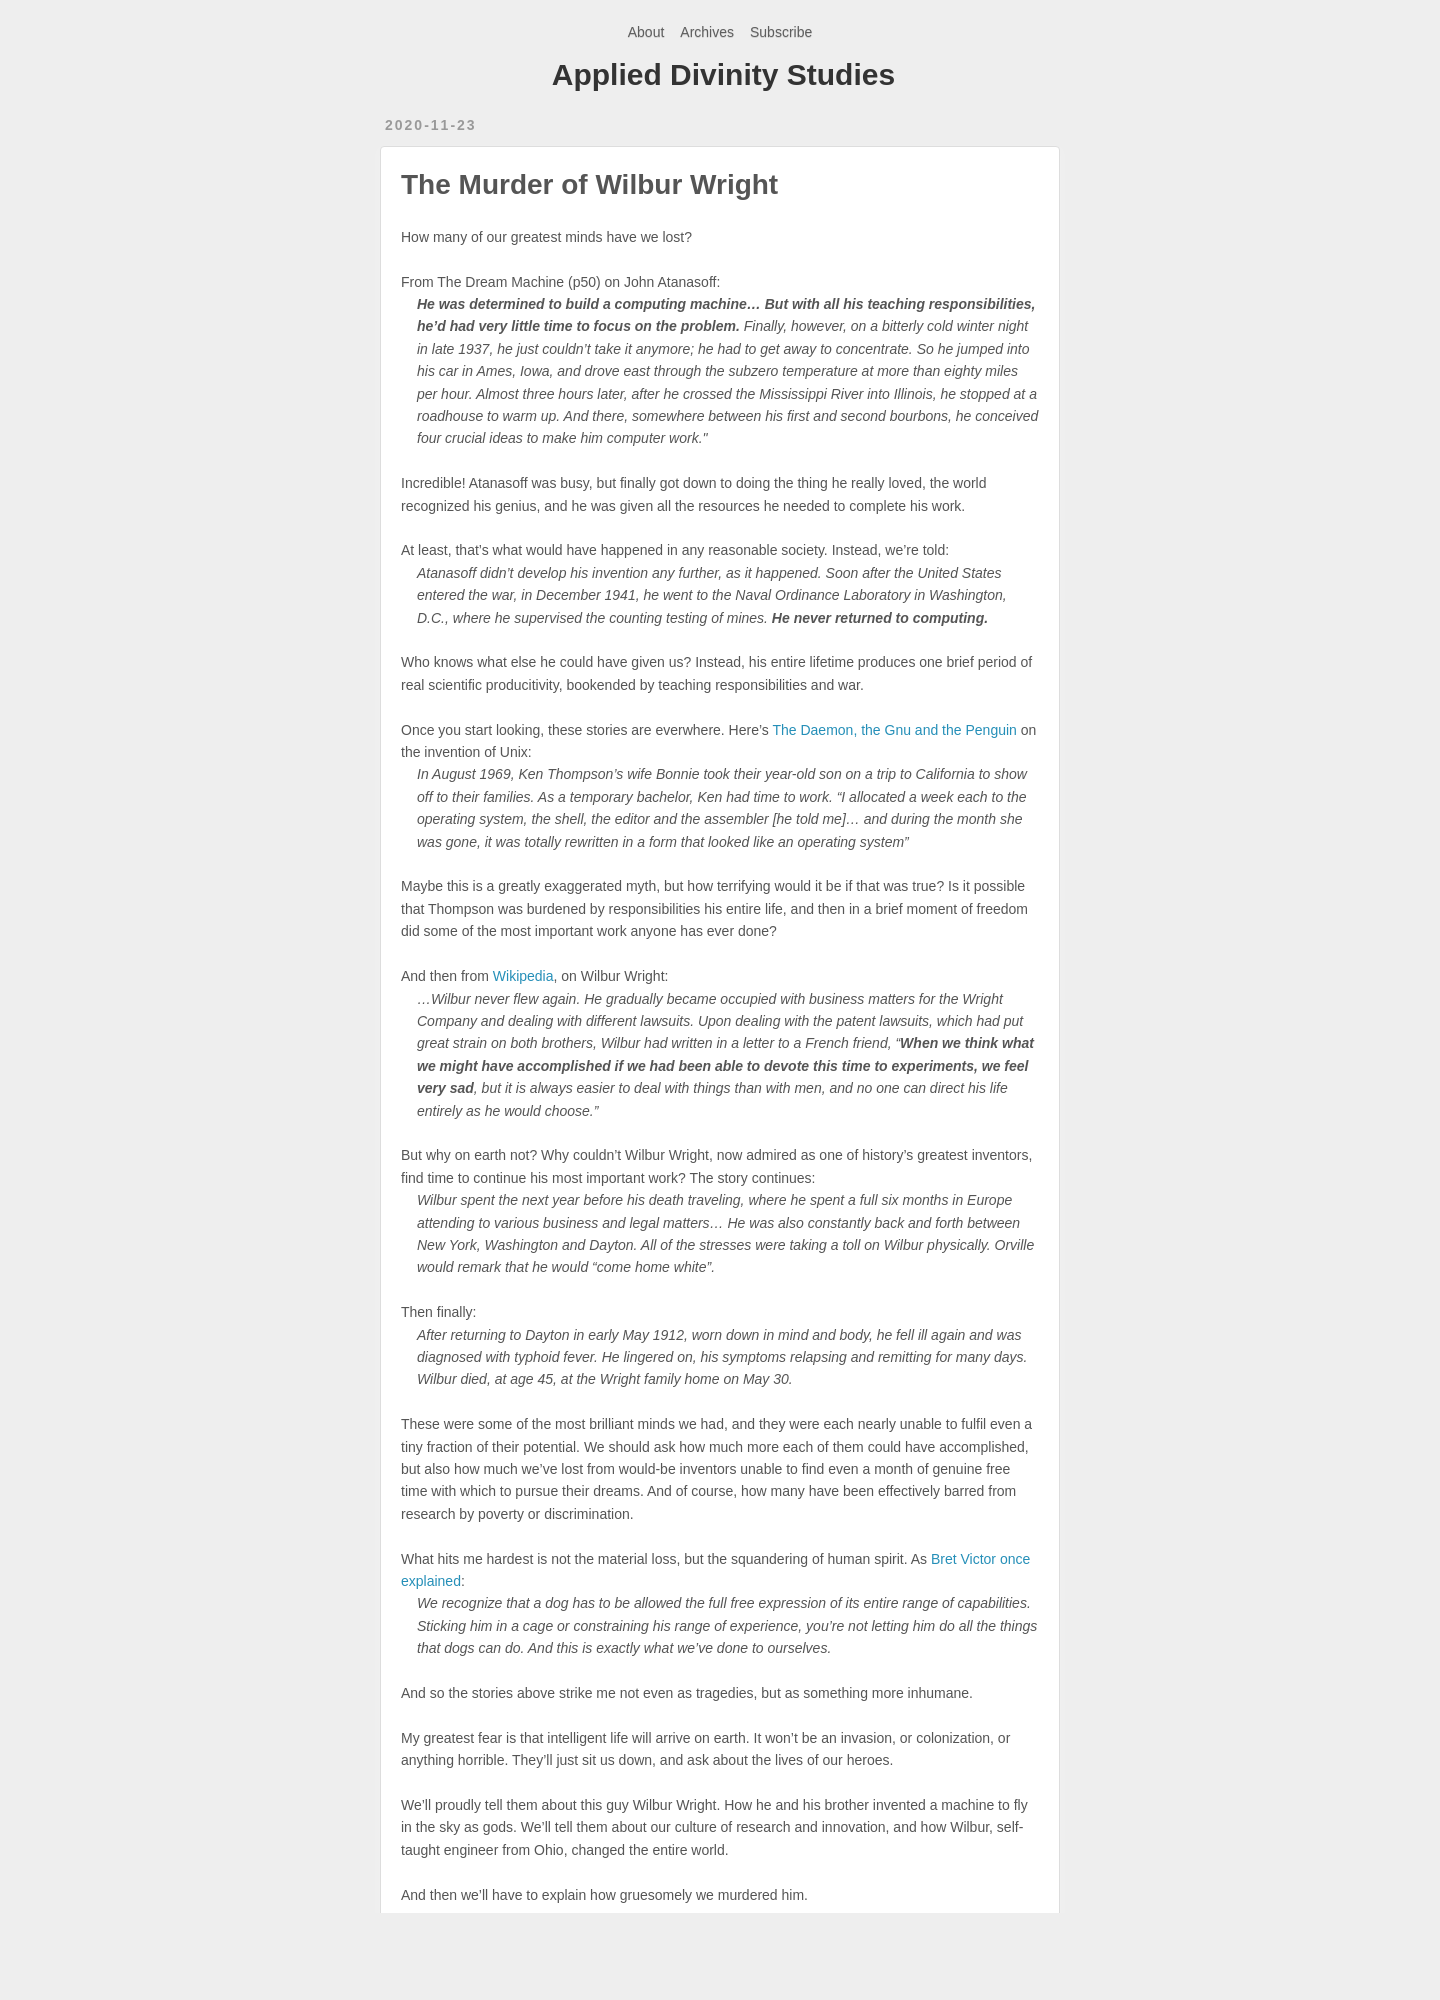 About Archives Subscribe
Applied Divinity Studies
2020-11-23
The Murder of Wilbur Wright
How many of our greatest minds have we lost?
From The Dream Machine (p50) on John Atanasoff:
He was determined to build a computing machine… But with all his teaching responsibilities,
he’d had very little time to focus on the problem. Finally, however, on a bitterly cold winter night
in late 1937, he just couldn’t take it anymore; he had to get away to concentrate. So he jumped into
his car in Ames, Iowa, and drove east through the subzero temperature at more than eighty miles
per hour. Almost three hours later, after he crossed the Mississippi River into Illinois, he stopped at a
roadhouse to warm up. And there, somewhere between his first and second bourbons, he conceived
four crucial ideas to make him computer work."
Incredible! Atanasoff was busy, but finally got down to doing the thing he really loved, the world
recognized his genius, and he was given all the resources he needed to complete his work.
At least, that’s what would have happened in any reasonable society. Instead, we’re told:
Atanasoff didn’t develop his invention any further, as it happened. Soon after the United States
entered the war, in December 1941, he went to the Naval Ordinance Laboratory in Washington,
D.C., where he supervised the counting testing of mines. He never returned to computing.
Who knows what else he could have given us? Instead, his entire lifetime produces one brief period of
real scientific producitivity, bookended by teaching responsibilities and war.
Once you start looking, these stories are everwhere. Here’s The Daemon, the Gnu and the Penguin on
the invention of Unix:
In August 1969, Ken Thompson’s wife Bonnie took their year-old son on a trip to California to show
off to their families. As a temporary bachelor, Ken had time to work. “I allocated a week each to the
operating system, the shell, the editor and the assembler [he told me]… and during the month she
was gone, it was totally rewritten in a form that looked like an operating system”
Maybe this is a greatly exaggerated myth, but how terrifying would it be if that was true? Is it possible
that Thompson was burdened by responsibilities his entire life, and then in a brief moment of freedom
did some of the most important work anyone has ever done?
And then from Wikipedia, on Wilbur Wright:
…Wilbur never flew again. He gradually became occupied with business matters for the Wright
Company and dealing with different lawsuits. Upon dealing with the patent lawsuits, which had put
great strain on both brothers, Wilbur had written in a letter to a French friend, “When we think what
we might have accomplished if we had been able to devote this time to experiments, we feel
very sad, but it is always easier to deal with things than with men, and no one can direct his life
entirely as he would choose.”
But why on earth not? Why couldn’t Wilbur Wright, now admired as one of history’s greatest inventors,
find time to continue his most important work? The story continues:
Wilbur spent the next year before his death traveling, where he spent a full six months in Europe
attending to various business and legal matters… He was also constantly back and forth between
New York, Washington and Dayton. All of the stresses were taking a toll on Wilbur physically. Orville
would remark that he would “come home white”.
Then finally:
After returning to Dayton in early May 1912, worn down in mind and body, he fell ill again and was
diagnosed with typhoid fever. He lingered on, his symptoms relapsing and remitting for many days.
Wilbur died, at age 45, at the Wright family home on May 30.
These were some of the most brilliant minds we had, and they were each nearly unable to fulfil even a
tiny fraction of their potential. We should ask how much more each of them could have accomplished,
but also how much we’ve lost from would-be inventors unable to find even a month of genuine free
time with which to pursue their dreams. And of course, how many have been effectively barred from
research by poverty or discrimination.
What hits me hardest is not the material loss, but the squandering of human spirit. As Bret Victor once
explained:
We recognize that a dog has to be allowed the full free expression of its entire range of capabilities.
Sticking him in a cage or constraining his range of experience, you’re not letting him do all the things
that dogs can do. And this is exactly what we’ve done to ourselves.
And so the stories above strike me not even as tragedies, but as something more inhumane.
My greatest fear is that intelligent life will arrive on earth. It won’t be an invasion, or colonization, or
anything horrible. They’ll just sit us down, and ask about the lives of our heroes.
We’ll proudly tell them about this guy Wilbur Wright. How he and his brother invented a machine to fly
in the sky as gods. We’ll tell them about our culture of research and innovation, and how Wilbur, self-
taught engineer from Ohio, changed the entire world.
And then we’ll have to explain how gruesomely we murdered him.